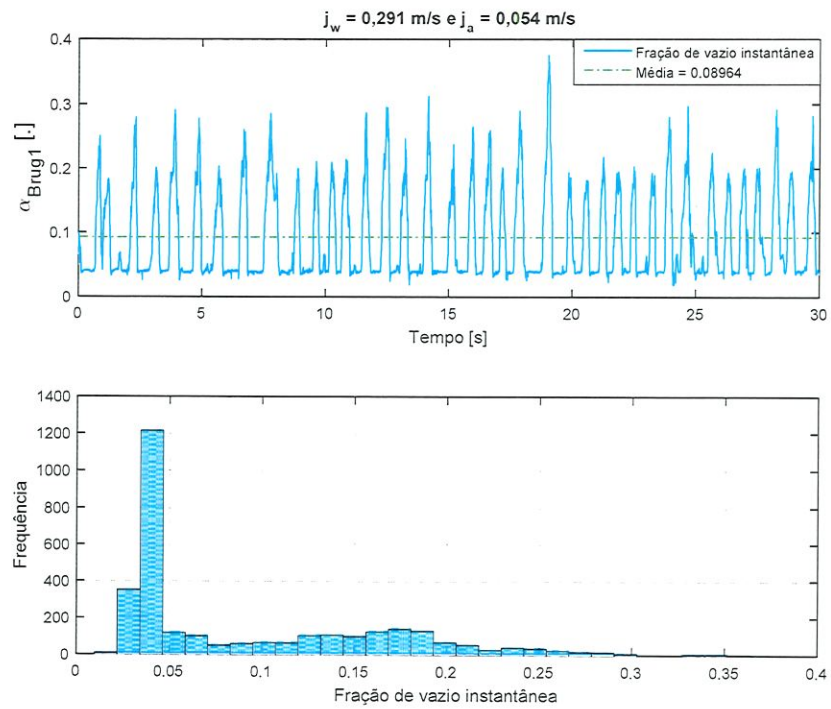 j_w = 0,291 m/s e j_a = 0,054 m/s
0.4
0.3
0.2
0.1
0
α_Brug1 [.]
Fração de vazio instantânea
Média = 0.08964
0 5 10 15 20 25 30
Tempo [s]
1400
1200
1000
800
600
400
200
0
Frequência
0 0.05 0.1 0.15 0.2 0.25 0.3 0.35 0.4
Fração de vazio instantânea